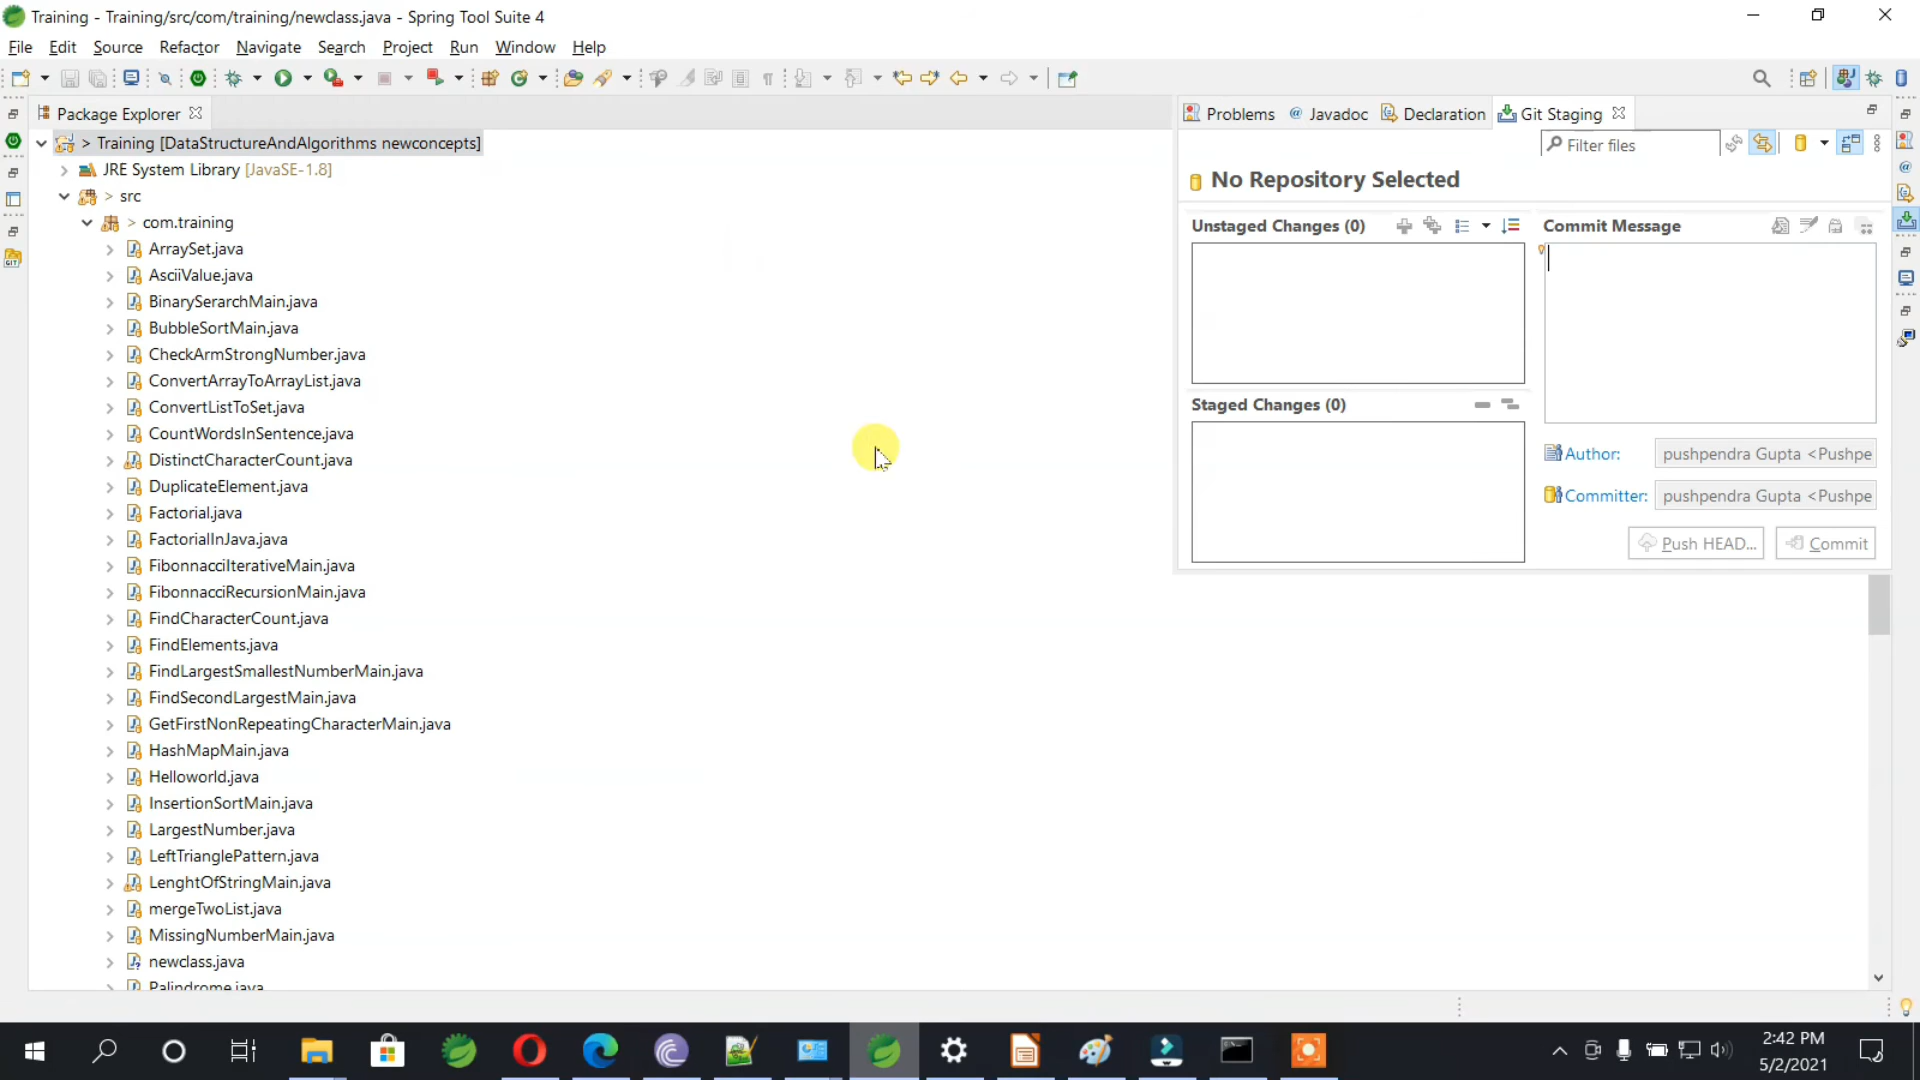 Training - Training/src/com/training/newclass.java - Spring Tool Suite 4
File Edit Source Refactor Navigate Search Project Run Window Help
Package Explorer
Problems Javadoc Declaration Git Staging
> Training [DataStructureAndAlgorithms newconcepts]
Filter files
JRE System Library [JavaSE-1.8]
No Repository Selected
> src
> com.training
Unstaged Changes (0)
Commit Message
ArraySet.java
AsciiValue.java
BinarySerarchMain.java
BubbleSortMain.java
CheckArmStrongNumber.java
ConvertArrayToArrayList.java
ConvertListToSet.java
Staged Changes (0)
CountWordsInSentence.java
DistinctCharacterCount.java
Author: pushpendra Gupta <Pushpe
DuplicateElement.java
Committer: pushpendra Gupta <Pushpe
Factorial.java
FactorialInJava.java
Push HEAD... Commit
FibonnacciIterativeMain.java
FibonnacciRecursionMain.java
FindCharacterCount.java
FindElements.java
FindLargestSmallestNumberMain.java
FindSecondLargestMain.java
GetFirstNonRepeatingCharacterMain.java
HashMapMain.java
Helloworld.java
InsertionSortMain.java
LargestNumber.java
LeftTrianglePattern.java
LenghtOfStringMain.java
mergeTwoList.java
MissingNumberMain.java
newclass.java
Palindrome.java
2:42 PM
5/2/2021